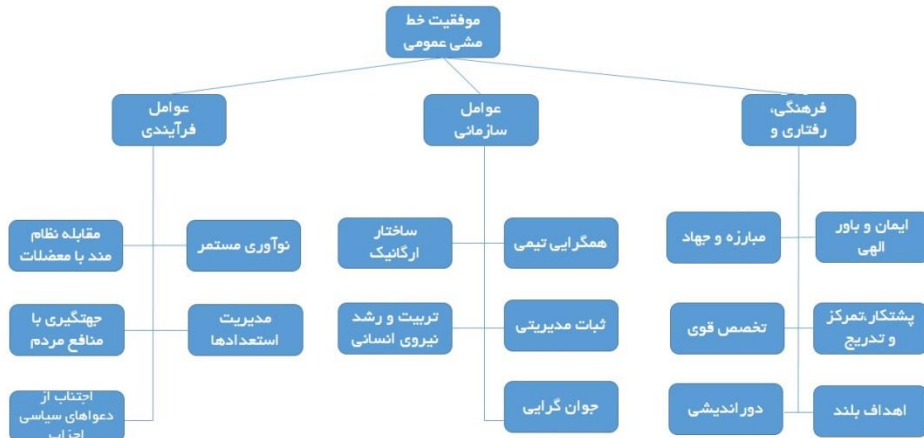 موفقیت خط
مشی عمومی
فرهنگی،
رفتاری و
عوامل
سازمانی
عوامل
فرآیندی
ایمان و باور
الهی
مبارزه و جهاد
پشتکار،تمرکز
و تدریج
تخصص قوی
اهداف بلند
دوراندیشی
همگرایی تیمی
ساختار
ارگانیک
ثبات مدیریتی
تربیت و رشد
نیروی انسانی
جوان گرایی
نوآوری مستمر
مقابله نظام
مند با معضلات
مدیریت
استعدادها
جهتگیری با
منافع مردم
اجتناب از
دعواهای سیاسی
احزاب